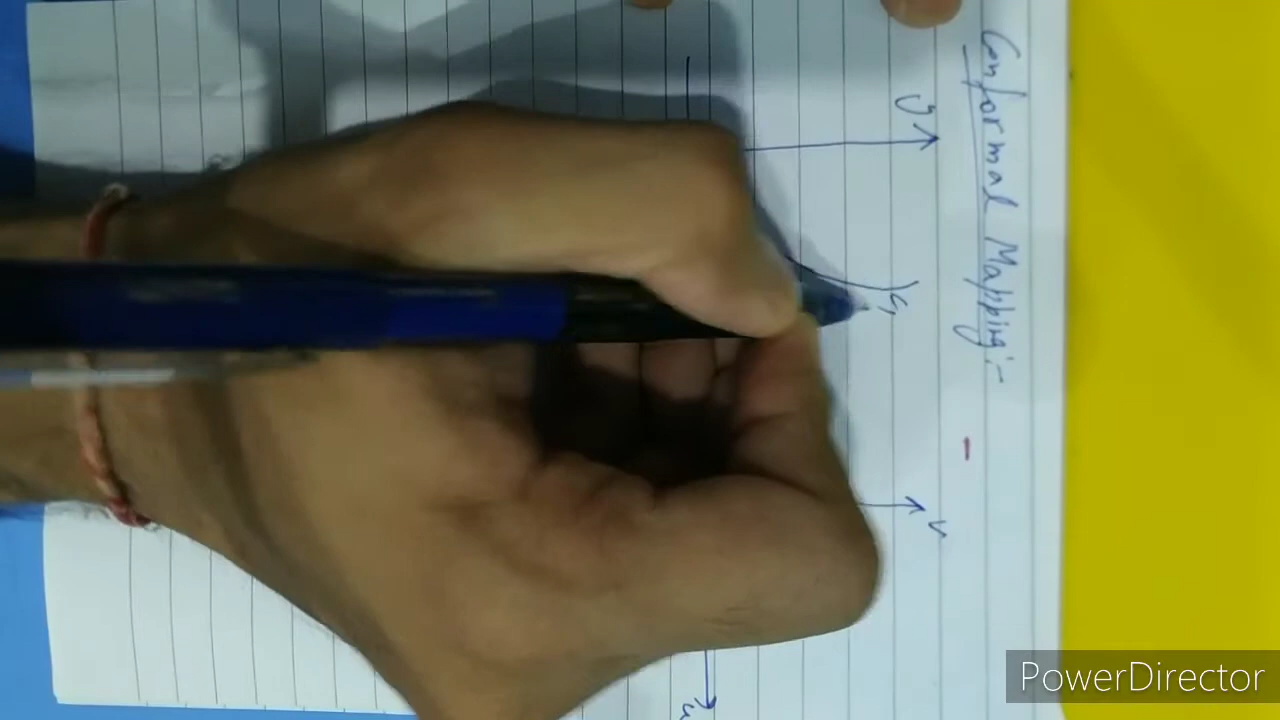 Conformal Mapping:-
y
c,
v
u
PowerDirector